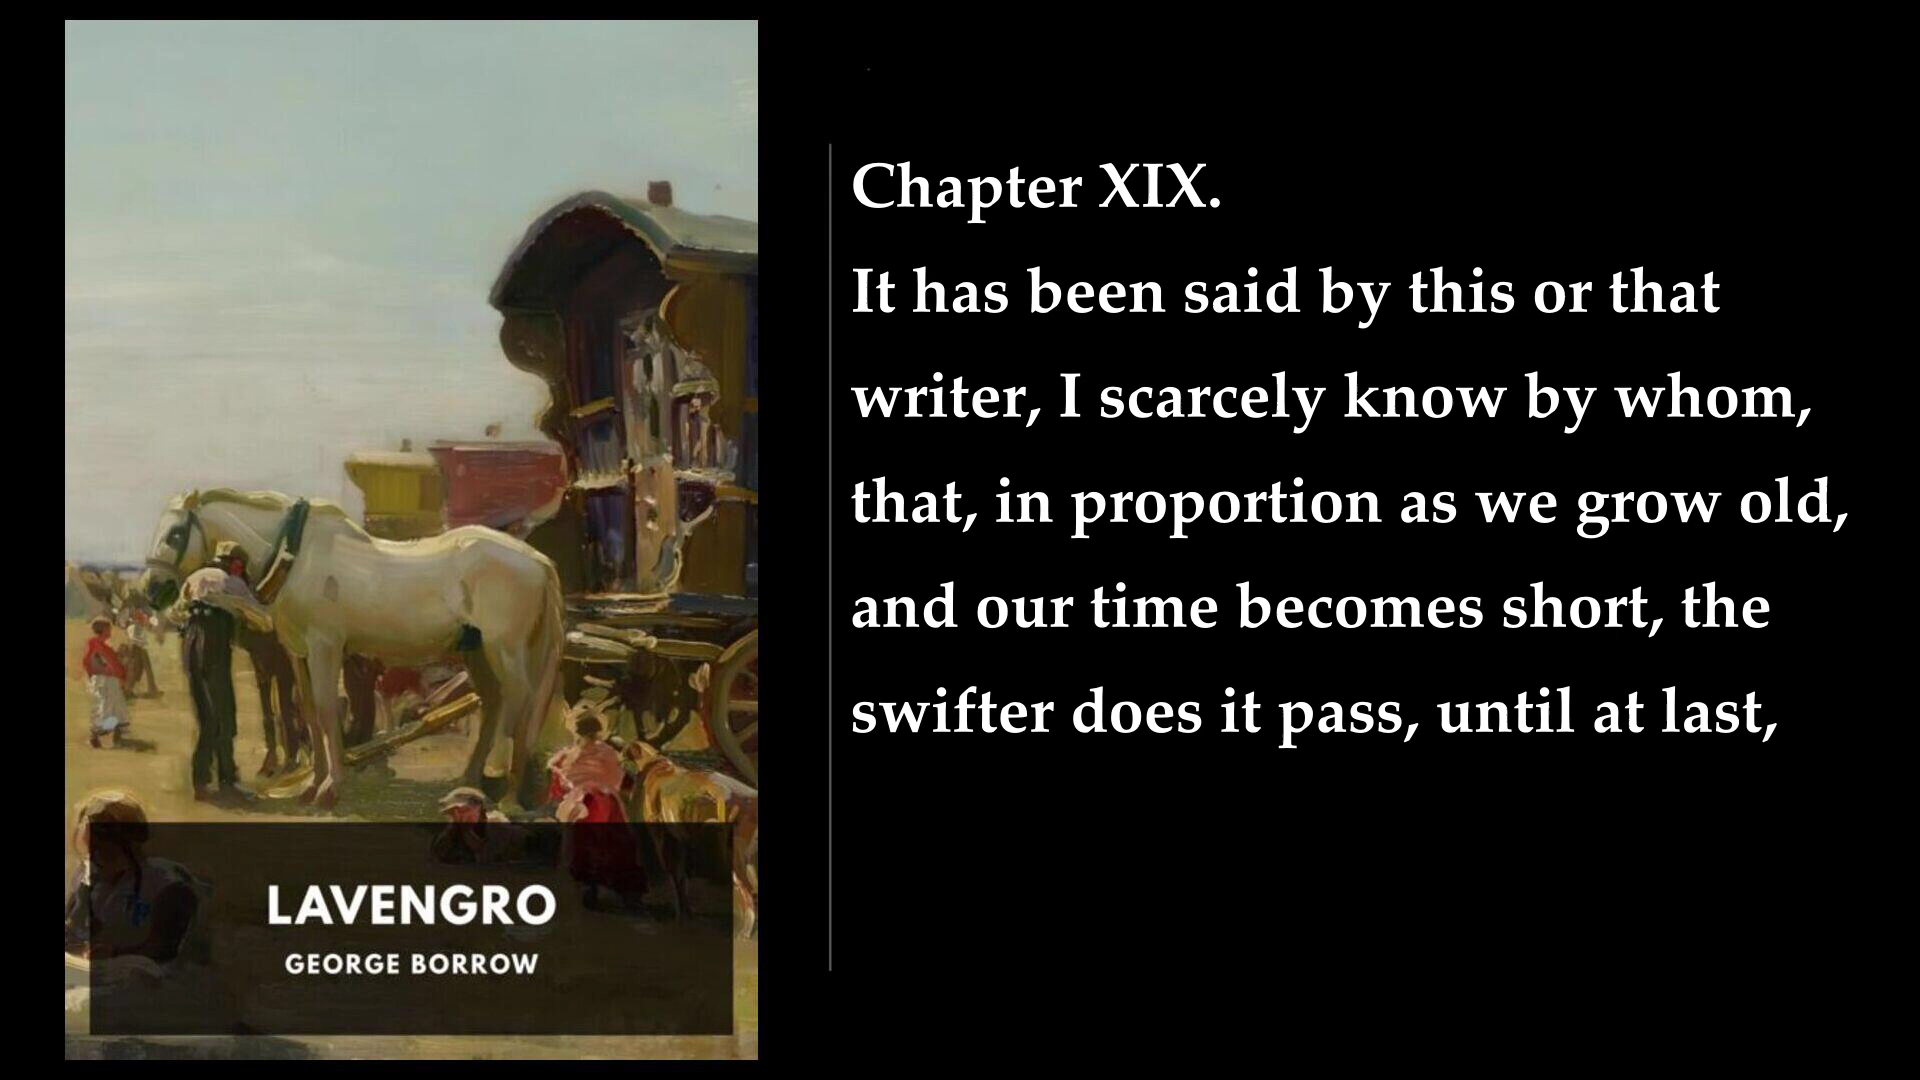 Chapter XIX.
It has been said by this or that
writer, I scarcely know by whom,
that, in proportion as we grow old,
and our time becomes short, the
swifter does it pass, until at last,
LAVENGRO
GEORGE BORROW